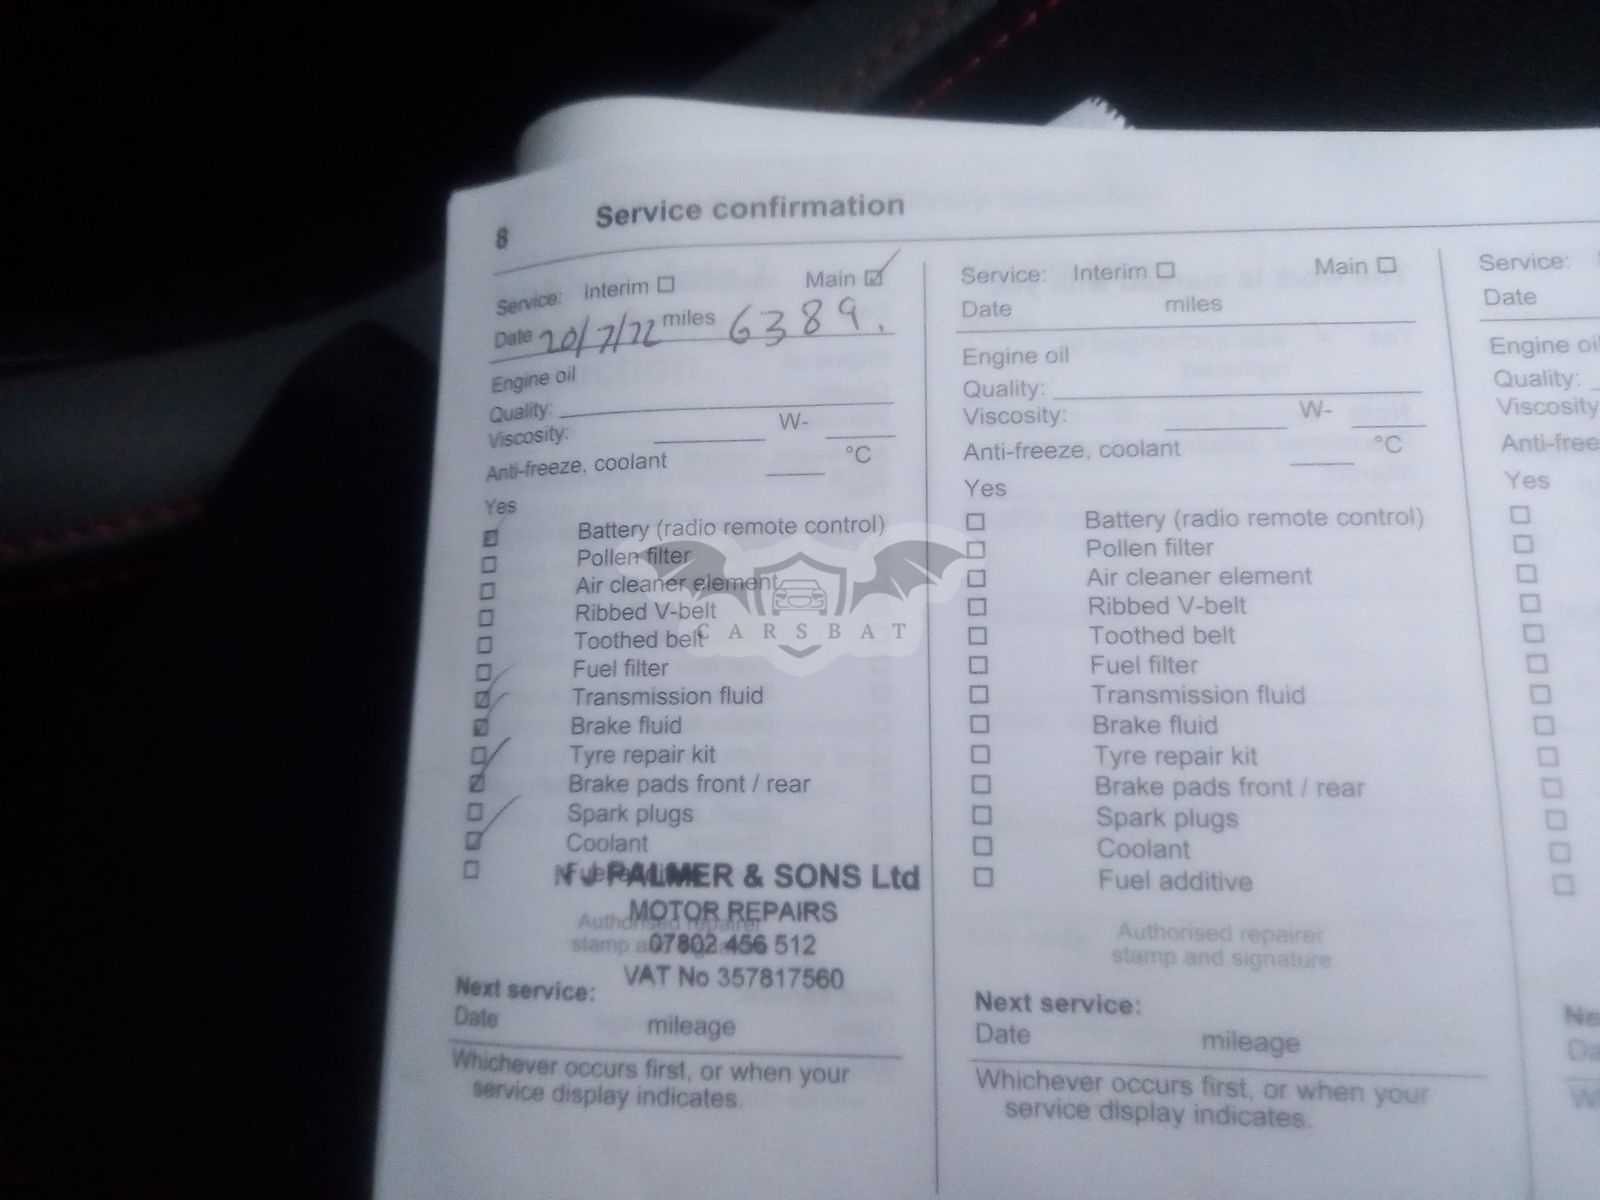 8 Service confirmation
Service: Interim Main
Date 20/7/22 miles 6389.
Engine oil
Quality:
Viscosity: W-
Anti-freeze, coolant °C
Yes
Battery (radio remote control)
Pollen filter
Air cleaner element
Ribbed V-belt
Toothed belt
Fuel filter
Transmission fluid
Brake fluid
Tyre repair kit
Brake pads front / rear
Spark plugs
Coolant
N J PALMER & SONS Ltd
MOTOR REPAIRS
Authorised repairer
stamp
07802 456 512
VAT No 357817560
Next service:
Date mileage
Whichever occurs first, or when your
service display indicates.
Service: Interim Main
Date miles
Engine oil
Quality:
Viscosity: W-
Anti-freeze, coolant °C
Yes
Battery (radio remote control)
Pollen filter
Air cleaner element
Ribbed V-belt
Toothed belt
Fuel filter
Transmission fluid
Brake fluid
Tyre repair kit
Brake pads front / rear
Spark plugs
Coolant
Fuel additive
Authorised repairer
stamp and signature
Next service:
Date mileage
Whichever occurs first, or when your
service display indicates.
Service:
Date
Engine oil
Quality:
Viscosity
Anti-free
Yes
Ne
Da
CARSBAT